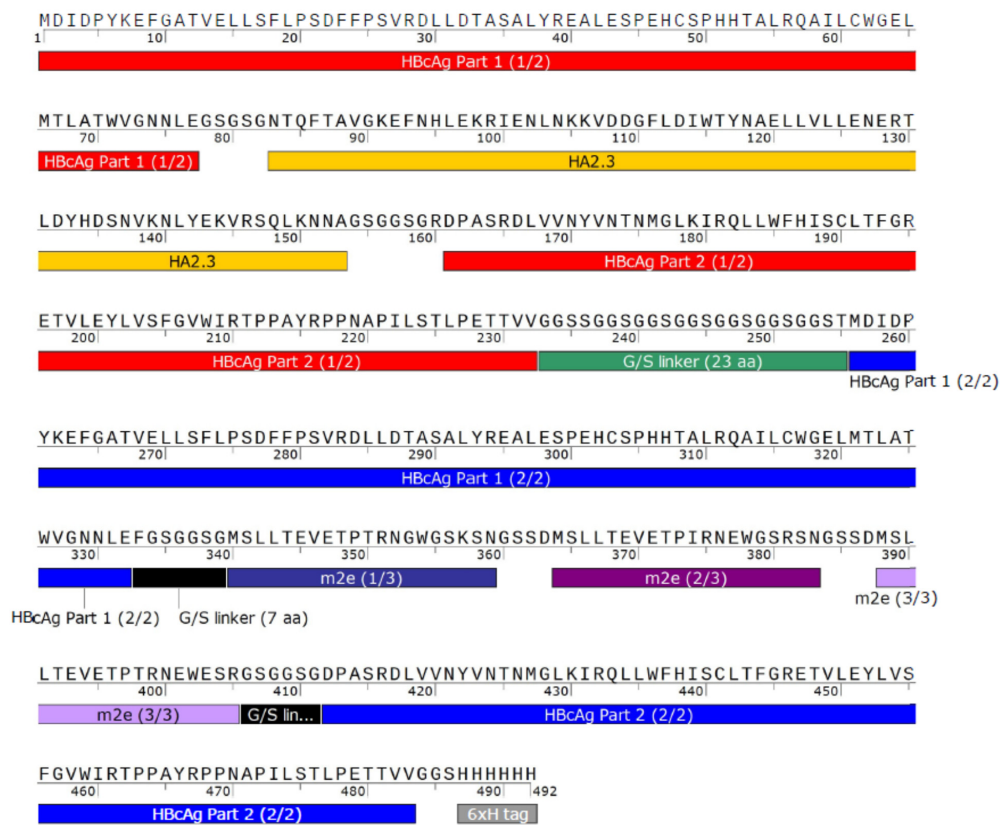 MDIDPYKEFGATVELLSFLPSDFFPSVRDLLDTASALYREALESPEHCSPHHTALRQAILCWGEL
1 10 20 30 40 50 60
HBcAg Part 1 (1/2)
MTLATWVGNNLEGSGSGNTQFTAVGKEFNHLEKRIENLNKKVDDGFLDIWTYNAELLVLLENERT
70 80 90 100 110 120 130
HBcAg Part 1 (1/2) HA2.3
LDYHDSNVKNLYEKVRSQLKNNAGSGGSGRDPASRDLVVNYVNTNMGLKIRQLLWFHISCLTFGR
140 150 160 170 180 190
HA2.3 HBcAg Part 2 (1/2)
ETVLEYLVSFGVWIRTPPAYRPPNAPILSTLPETTVVGGSSGGSGGSGGSGGSGGSGGSTMDIDP
200 210 220 230 240 250 260
HBcAg Part 2 (1/2) G/S linker (23 aa)
HBcAg Part 1 (2/2)
YKEFGATVELLSFLPSDFFPSVRDLLDTASALYREALESPEHCSPHHTALRQAILCWGELMTLAT
270 280 290 300 310 320
HBcAg Part 1 (2/2)
WVGNNLEFGSGGSGMSLLTEVETPTRNGWGSKSNGSSDMSLLTEVETPIRNEWGSRSNGSSDMSL
330 340 350 360 370 380 390
m2e (1/3) m2e (2/3)
m2e (3/3)
HBcAg Part 1 (2/2) G/S linker (7 aa)
LTEVETPTRNEWESRGSGGSGDPASRDLVVNYVNTNMGLKIRQLLWFHISCLTFGRETVLEYLVS
400 410 420 430 440 450
m2e (3/3) G/S lin... HBcAg Part 2 (2/2)
FGVWIRTPPAYRPPNAPILSTLPETTVVGGSHHHHHH
460 470 480 490 492
HBcAg Part 2 (2/2) 6xH tag